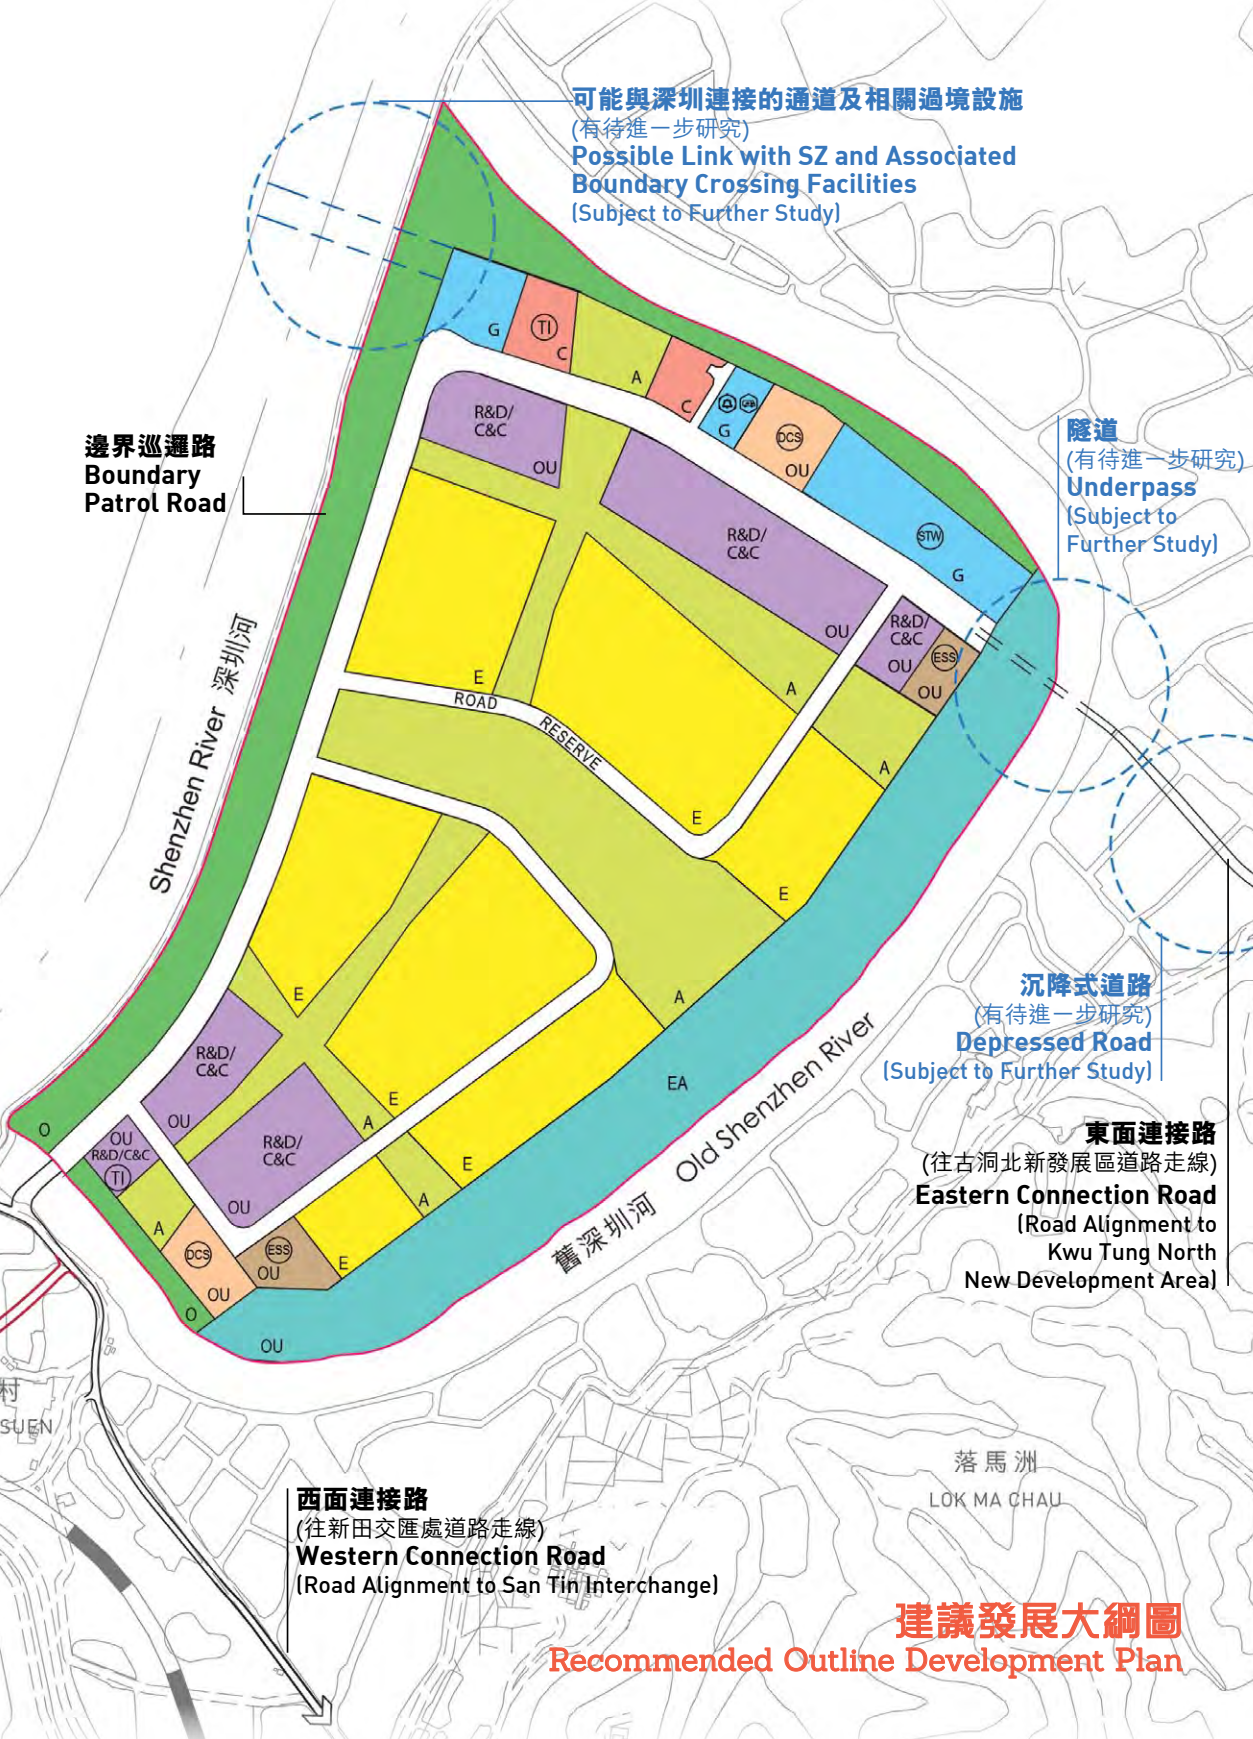 可能與深圳連接的通道及相關過境設施
(有待進一步研究)
Possible Link with SZ and Associated
Boundary Crossing Facilities
(Subject to Further Study)
G
TI
C
A
C
G
DCS
OU
STW
G
隧道
(有待進一步研究)
Underpass
(Subject to
Further Study)
邊界巡邏路
Boundary
Patrol Road
R&D/
C&C
OU
R&D/
C&C
OU
R&D/
C&C
OU
ESS
OU
E
A
A
ROAD
RESERVE
E
E
Shenzhen River 深圳河
E
A
R&D/
C&C
OU
E
A
EA
沉降式道路
(有待進一步研究)
Depressed Road
(Subject to Further Study)
O
OU
R&D/C&C
TI
R&D/
C&C
OU
E
A
A
DCS
OU
ESS
OU
E
O
OU
舊深圳河 Old Shenzhen River
東面連接路
(往古洞北新發展區道路走線)
Eastern Connection Road
(Road Alignment to
Kwu Tung North
New Development Area)
村
SUEN
落馬洲
LOK MA CHAU
西面連接路
(往新田交匯處道路走線)
Western Connection Road
(Road Alignment to San Tin Interchange)
建議發展大綱圖
Recommended Outline Development Plan